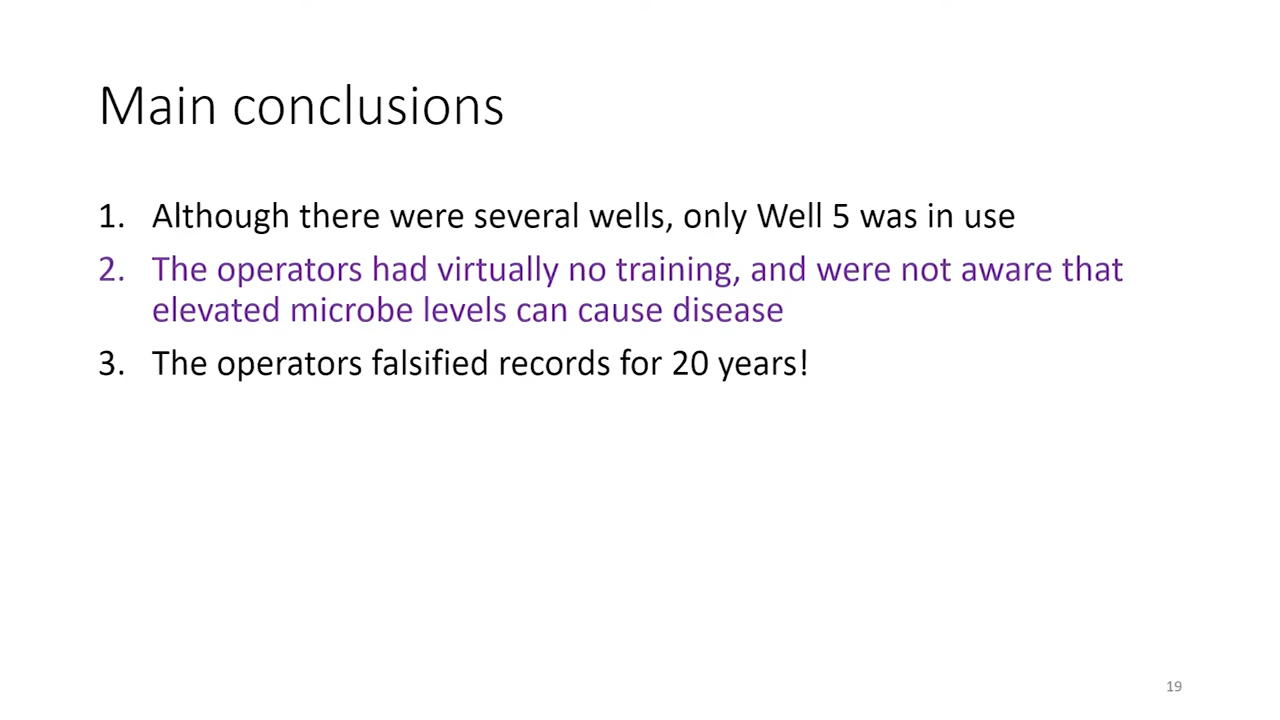 Main conclusions
1. Although there were several wells, only Well 5 was in use
2. The operators had virtually no training, and were not aware that
elevated microbe levels can cause disease
3. The operators falsified records for 20 years!
19